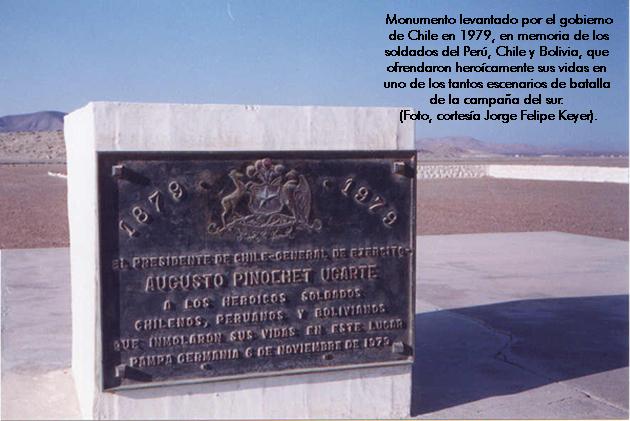 Monumento levantado por el gobierno
de Chile en 1979, en memoria de los
soldados del Perú, Chile y Bolivia, que
ofrendaron heroícamente sus vidas en
uno de los tantos escenarios de batalla
de la campaña del sur.
(Foto, cortesía Jorge Felipe Keyer).
1879 · 1979
EL PRESIDENTE DE CHILE-GENERAL DE EJERCITO-
AUGUSTO PINOCHET UGARTE
A LOS HEROICOS SOLDADOS
CHILENOS, PERUANOS Y BOLIVIANOS
QUE INMOLARON SUS VIDAS EN ESTE LUGAR
PAMPA GERMANIA 6 DE NOVIEMBRE DE 1979